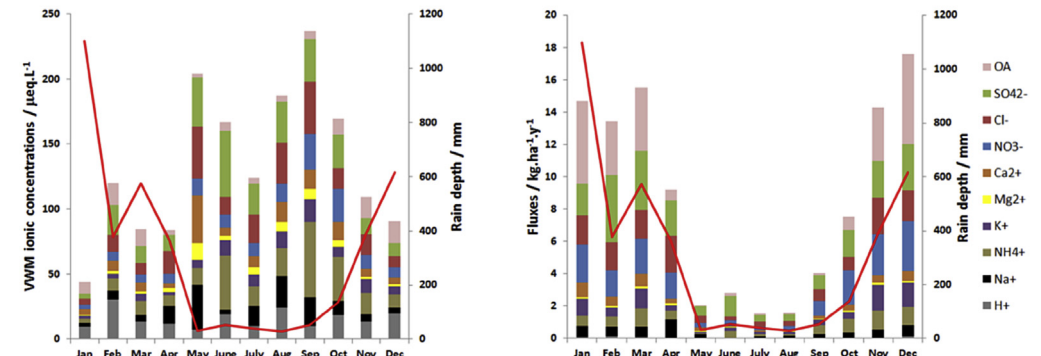 250
200
150
100
50
0
VWM ionic concentrations / µeq.L-1
1200
1000
800
600
400
200
0
Rain depth / mm
Jan Feb Mar Apr May June July Aug Sep Oct Nov Dec
20
18
16
14
12
10
8
6
4
2
0
Fluxes / kg.ha-1.y-1
1200
1000
800
600
400
200
0
Rain depth / mm
Jan Feb Mar Apr May June July Aug Sep Oct Nov Dec
OA
SO42-
Cl-
NO3-
Ca2+
Mg2+
K+
NH4+
Na+
H+